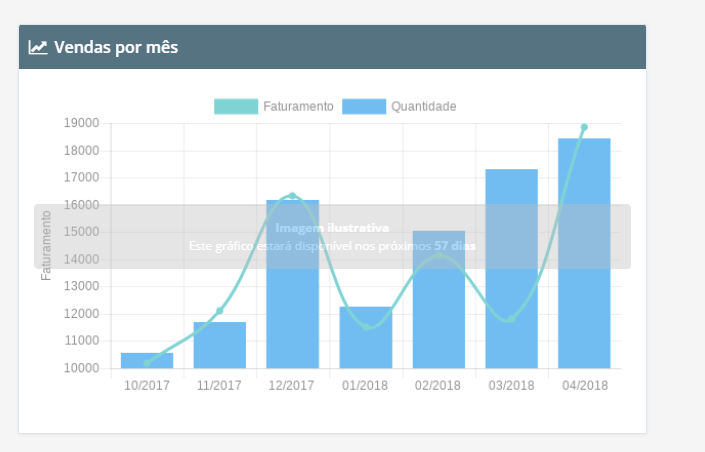 Vendas por mês
Faturamento Quantidade
19000
18000
17000
16000
15000
14000
13000
12000
11000
10000
Faturamento
Imagem ilustrativa
Este gráfico estará disponível nos próximos 57 dias
10/2017 11/2017 12/2017 01/2018 02/2018 03/2018 04/2018